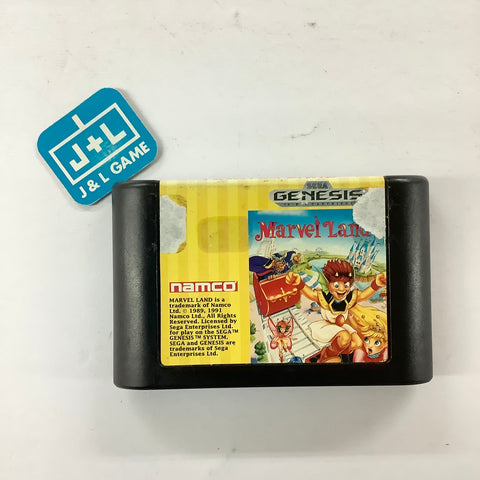 J+L
J & L GAME
SEGA
GENESIS
Marvel Land
namco
MARVEL LAND is a
trademark of Namco
Ltd. © 1989, 1991
Namco Ltd., All Rights
Reserved. Licensed by
Sega Enterprises Ltd.
for play on the SEGA™
GENESIS™ SYSTEM.
SEGA and GENESIS are
trademarks of Sega
Enterprises Ltd.